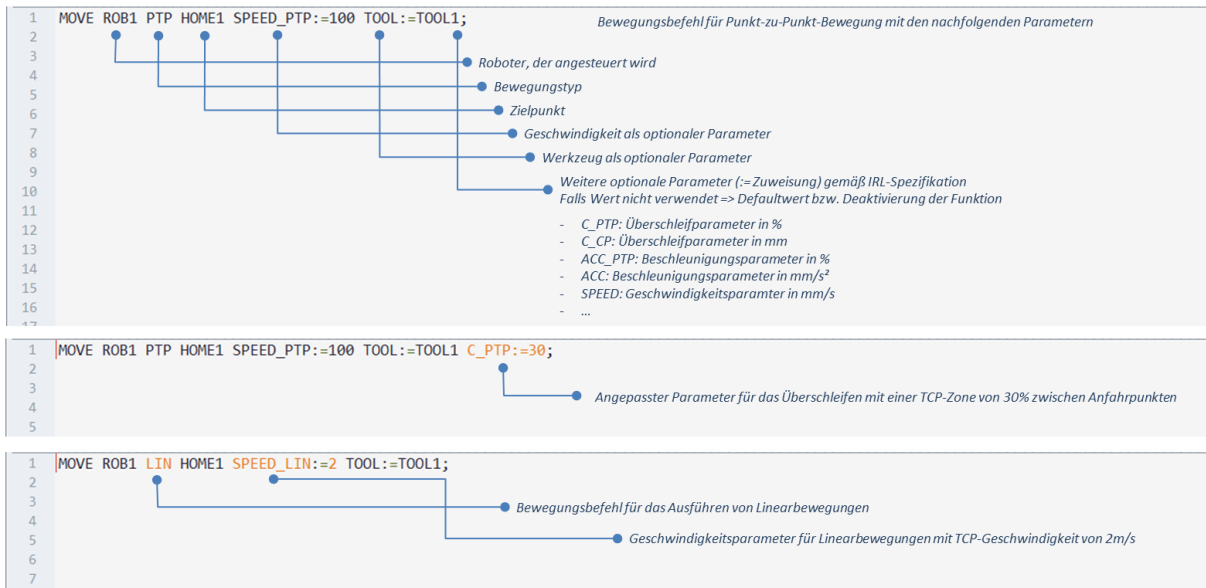 1 MOVE ROB1 PTP HOME1 SPEED_PTP:=100 TOOL:=TOOL1; Bewegungsbefehl für Punkt-zu-Punkt-Bewegung mit den nachfolgenden Parametern
2
3 Roboter, der angesteuert wird
4
5 Bewegungstyp
6 Zielpunkt
7 Geschwindigkeit als optionaler Parameter
8 Werkzeug als optionaler Parameter
9 Weitere optionale Parameter (:= Zuweisung) gemäß IRL-Spezifikation
10 Falls Wert nicht verwendet => Defaultwert bzw. Deaktivierung der Funktion
11
12 - C_PTP: Überschleifparameter in %
13 - C_CP: Überschleifparameter in mm
14 - ACC_PTP: Beschleunigungsparameter in %
15 - ACC: Beschleunigungsparameter in mm/s²
16 - SPEED: Geschwindigkeitsparamter in mm/s
17 - ...
1 MOVE ROB1 PTP HOME1 SPEED_PTP:=100 TOOL:=TOOL1 C_PTP:=30;
2
3
4 Angepasster Parameter für das Überschleifen mit einer TCP-Zone von 30% zwischen Anfahrpunkten
5
1 MOVE ROB1 LIN HOME1 SPEED_LIN:=2 TOOL:=TOOL1;
2
3 Bewegungsbefehl für das Ausführen von Linearbewegungen
4
5 Geschwindigkeitsparameter für Linearbewegungen mit TCP-Geschwindigkeit von 2m/s
6
7